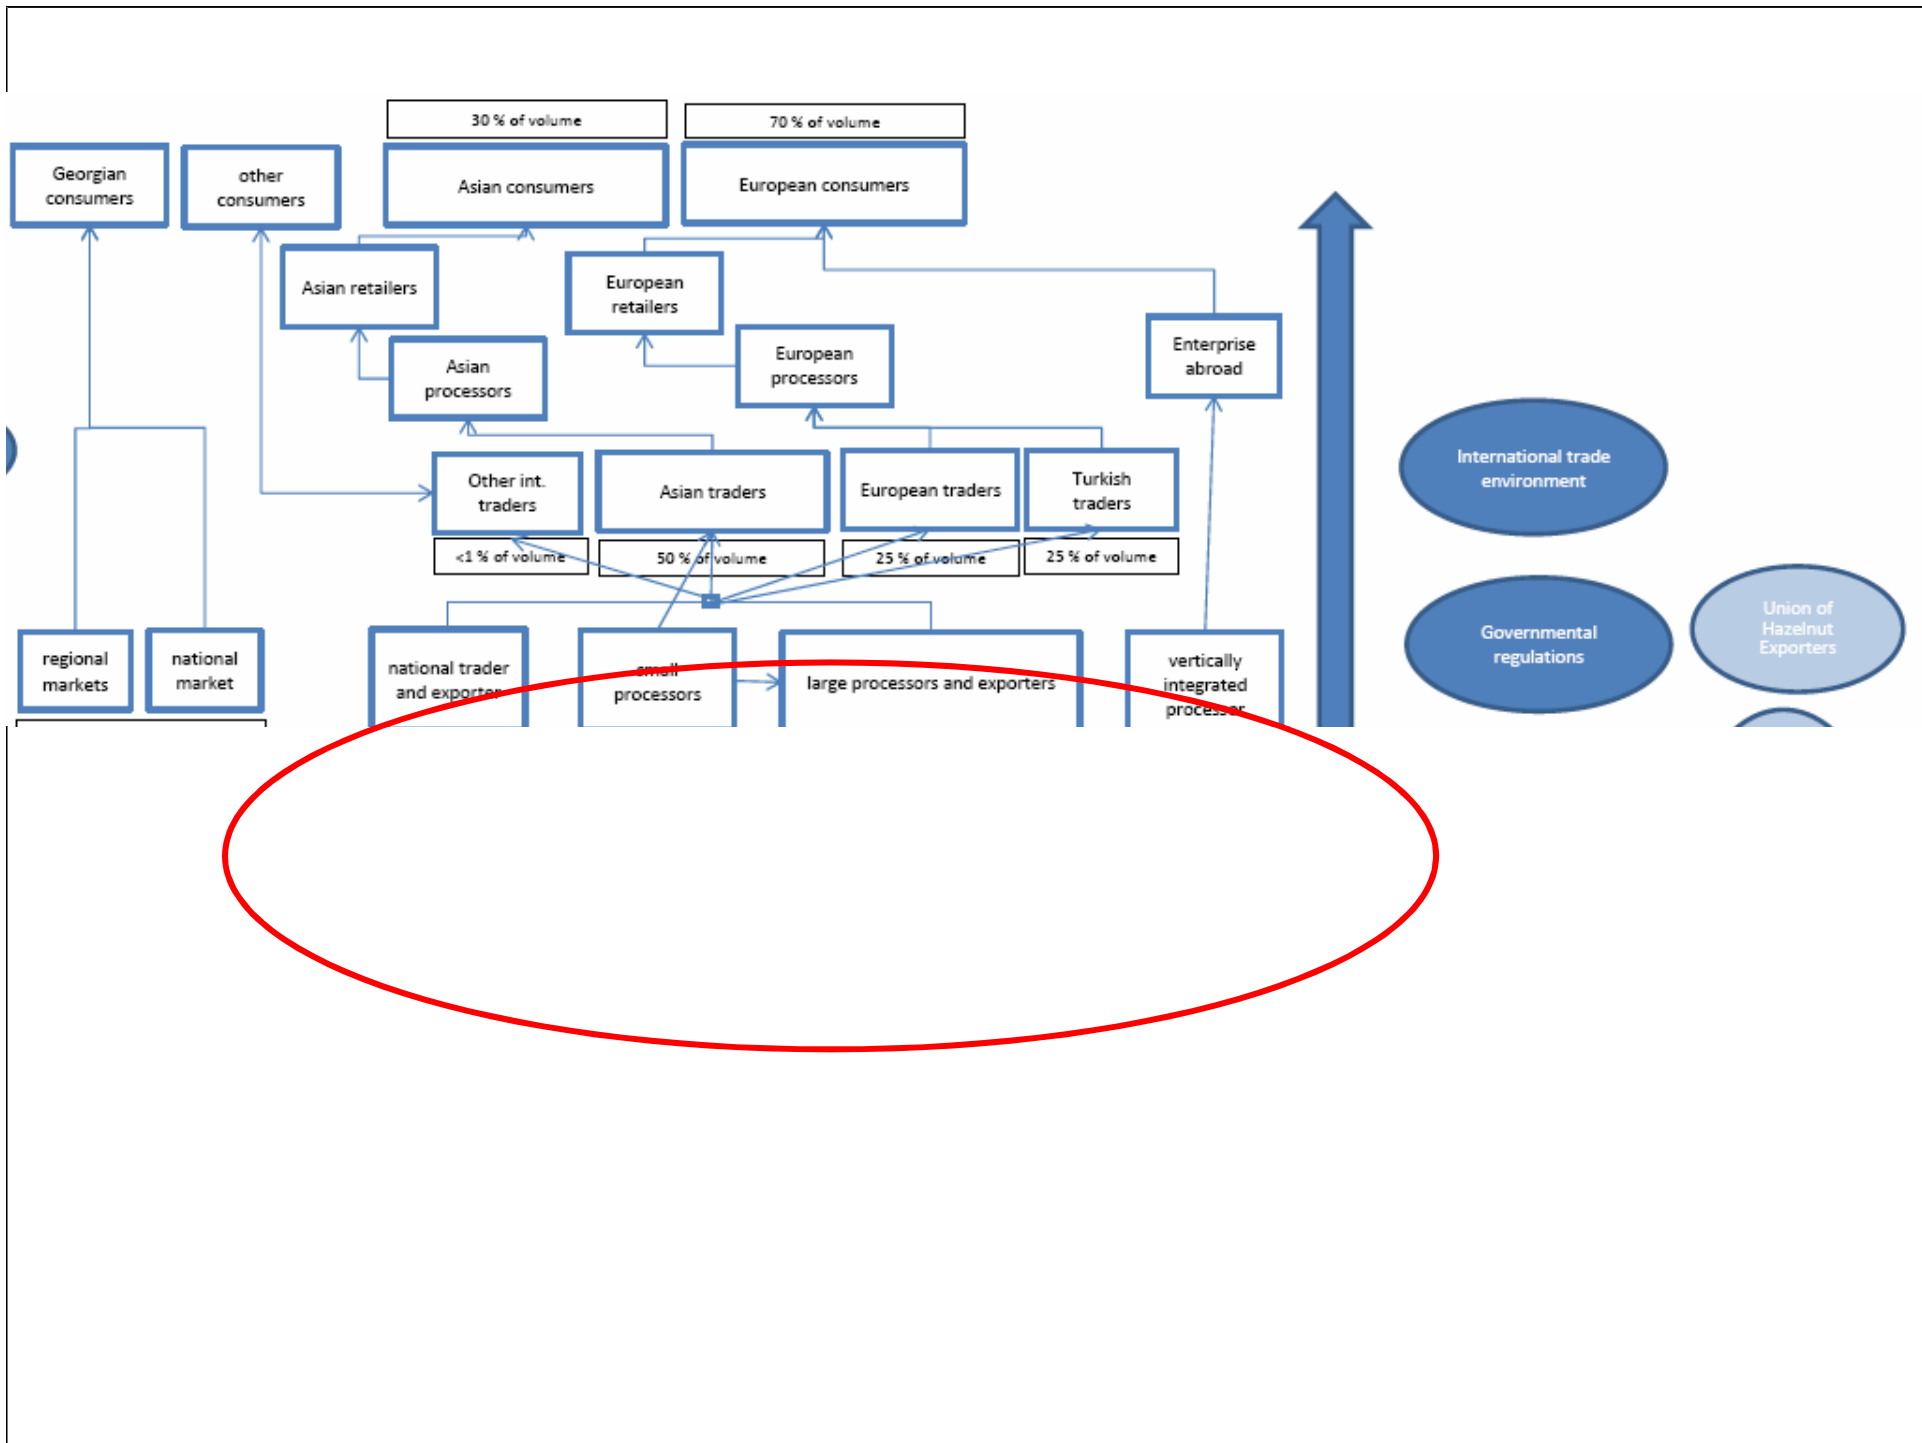 30 % of volume
70 % of volume
Georgian
consumers
other
consumers
Asian consumers
European consumers
Asian retailers
European
retailers
Enterprise
abroad
Asian
processors
European
processors
Other int.
traders
Asian traders
European traders
Turkish
traders
<1 % of volume
50 % of volume
25 % of volume
25 % of volume
International trade
environment
Governmental
regulations
Union of
Hazelnut
Exporters
regional
markets
national
market
national trader
and exporter
small
processors
large processors and exporters
vertically
integrated
processor